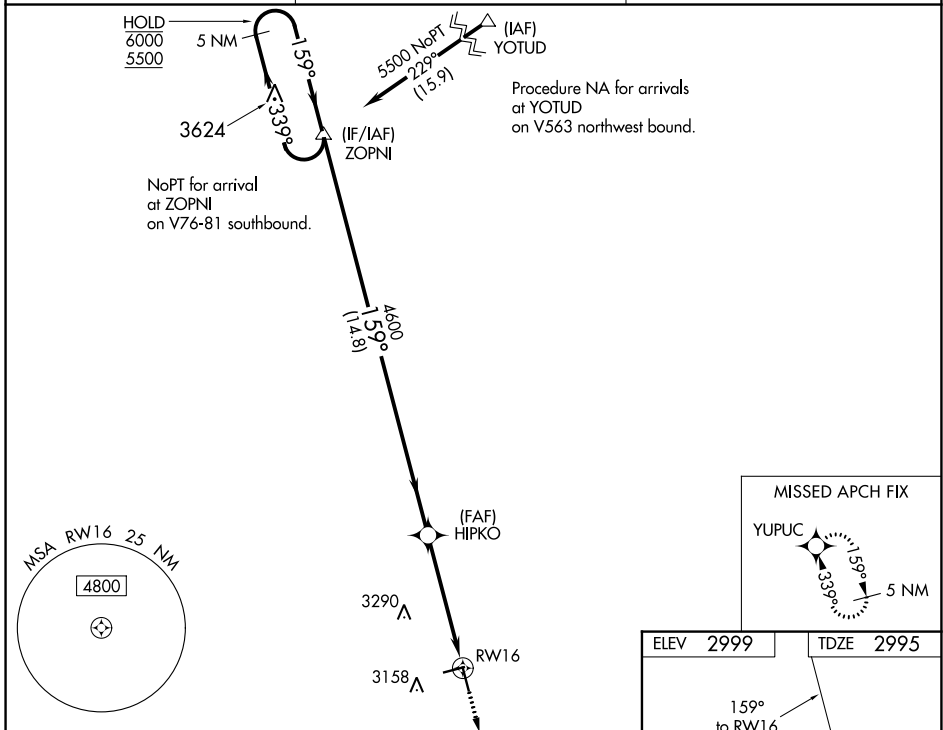 HOLD
6000
5500
5 NM
159°
339°
3624
(IF/IAF)
ZOPNI
5500 NoPT
229°
(15.9)
(IAF)
YOTUD
Procedure NA for arrivals
at YOTUD
on V563 northwest bound.
NoPT for arrival
at ZOPNI
on V76-81 southbound.
4600
159°
(14.8)
(FAF)
HIPKO
MSA RW16 25 NM
4800
3290
3158
RW16
MISSED APCH FIX
YUPUC
159°
339°
5 NM
ELEV 2999
TDZE 2995
159°
to RW16